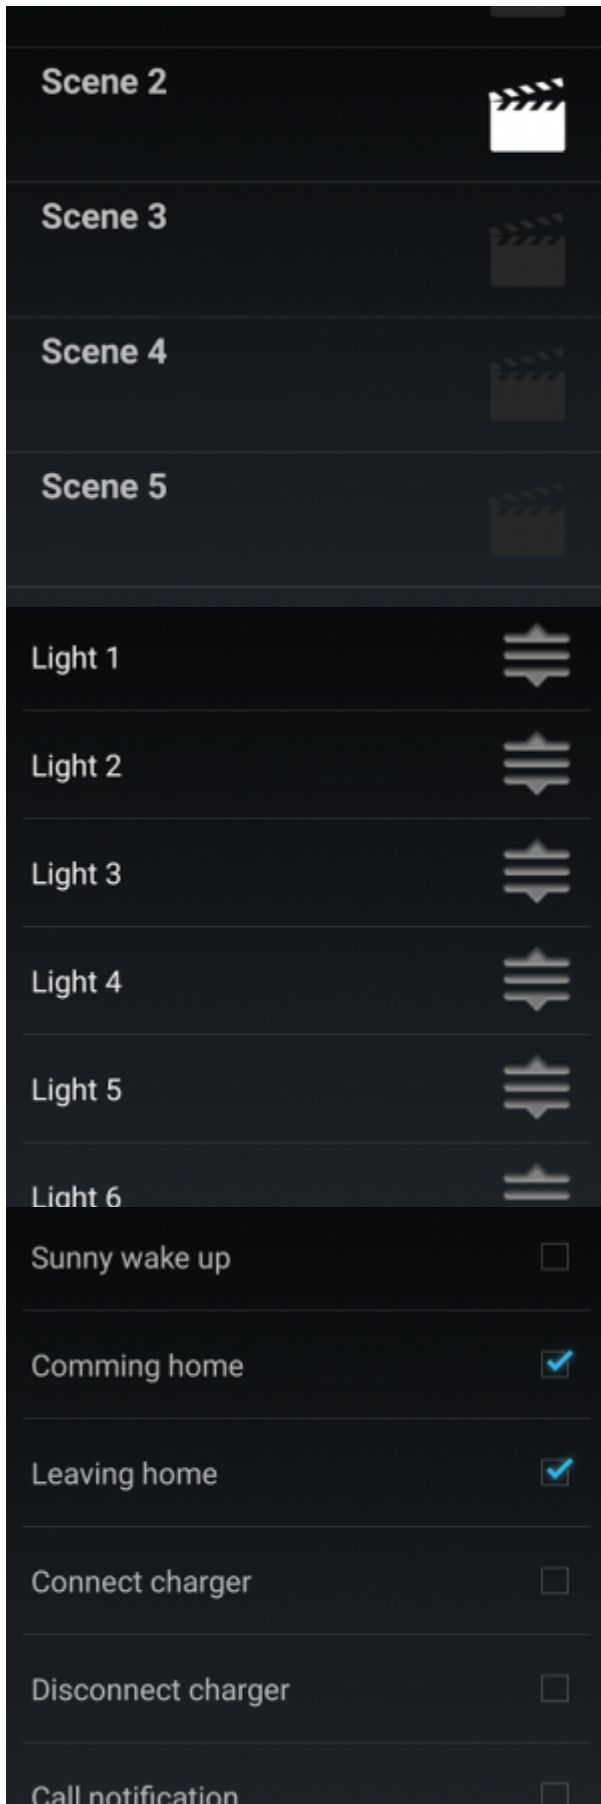 Scene 2
Scene 3
Scene 4
Scene 5
Light 1
Light 2
Light 3
Light 4
Light 5
Light 6
Sunny wake up
Comming home
Leaving home
Connect charger
Disconnect charger
Call notification